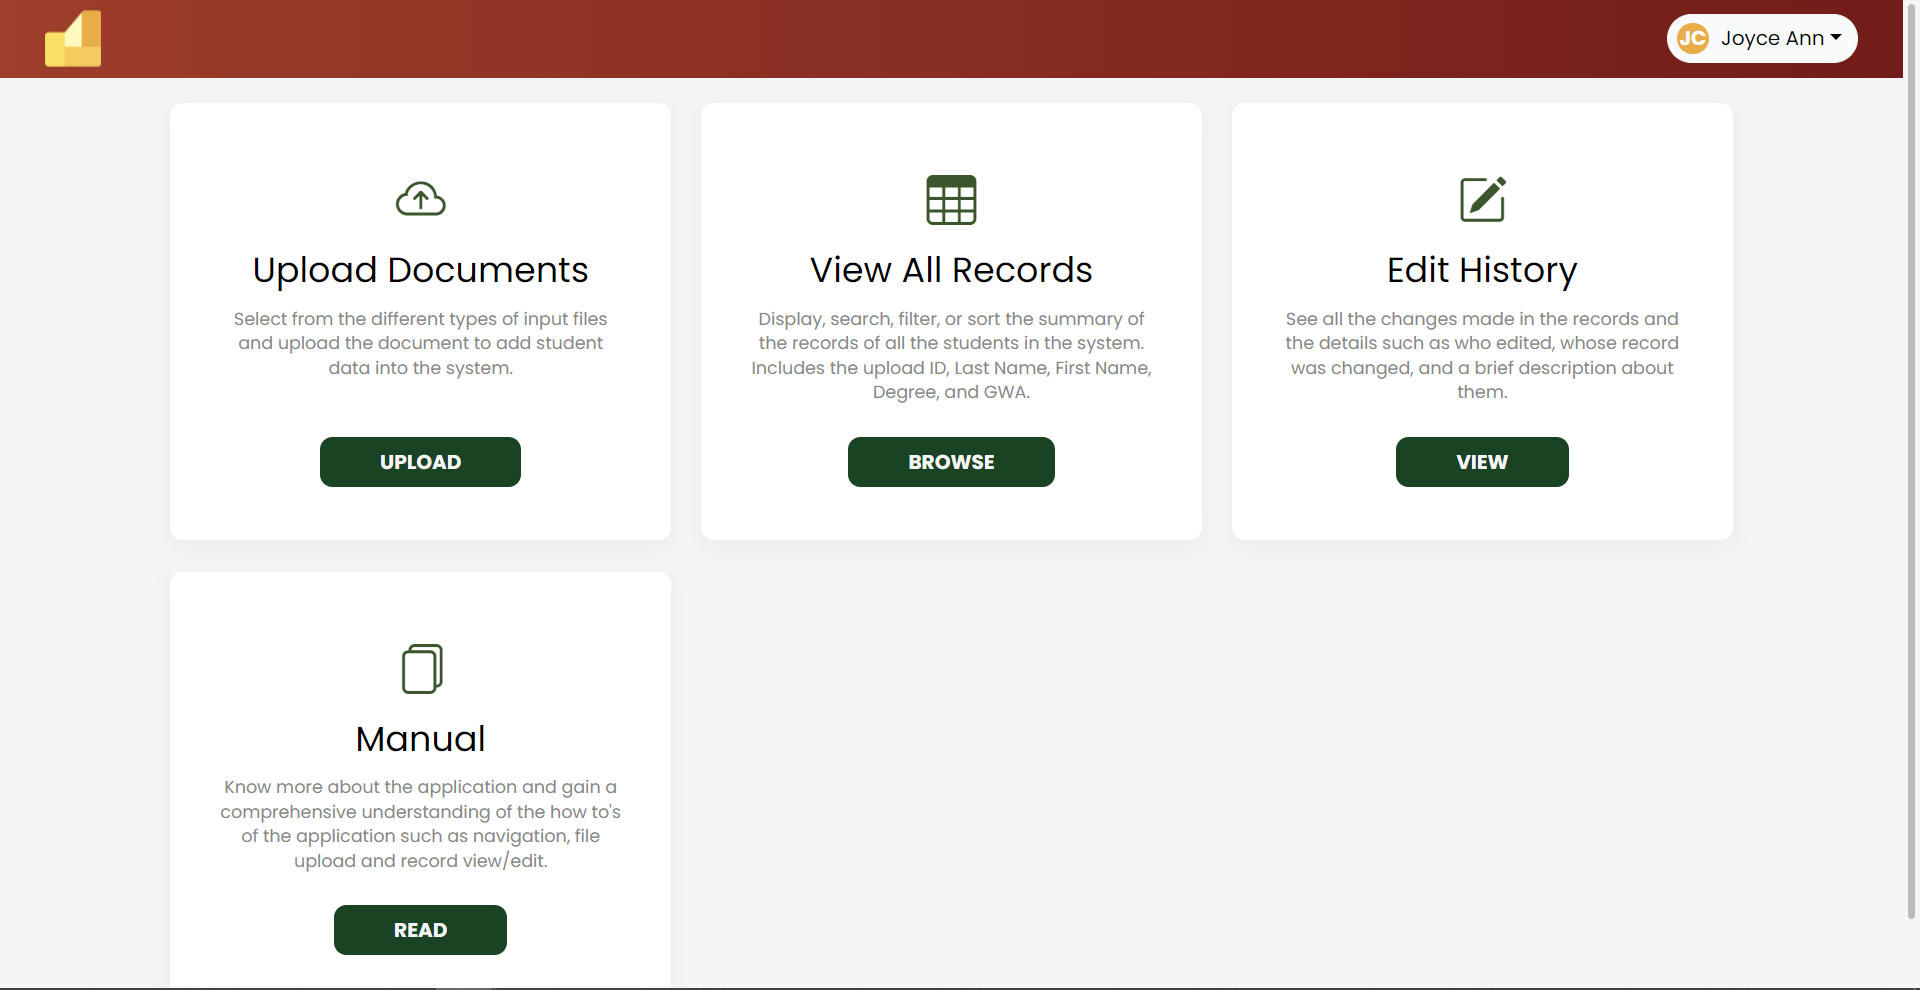 JC Joyce Ann
Upload Documents
Select from the different types of input files
and upload the document to add student
data into the system.
UPLOAD
View All Records
Display, search, filter, or sort the summary of
the records of all the students in the system.
Includes the upload ID, Last Name, First Name,
Degree, and GWA.
BROWSE
Edit History
See all the changes made in the records and
the details such as who edited, whose record
was changed, and a brief description about
them.
VIEW
Manual
Know more about the application and gain a
comprehensive understanding of the how to's
of the application such as navigation, file
upload and record view/edit.
READ